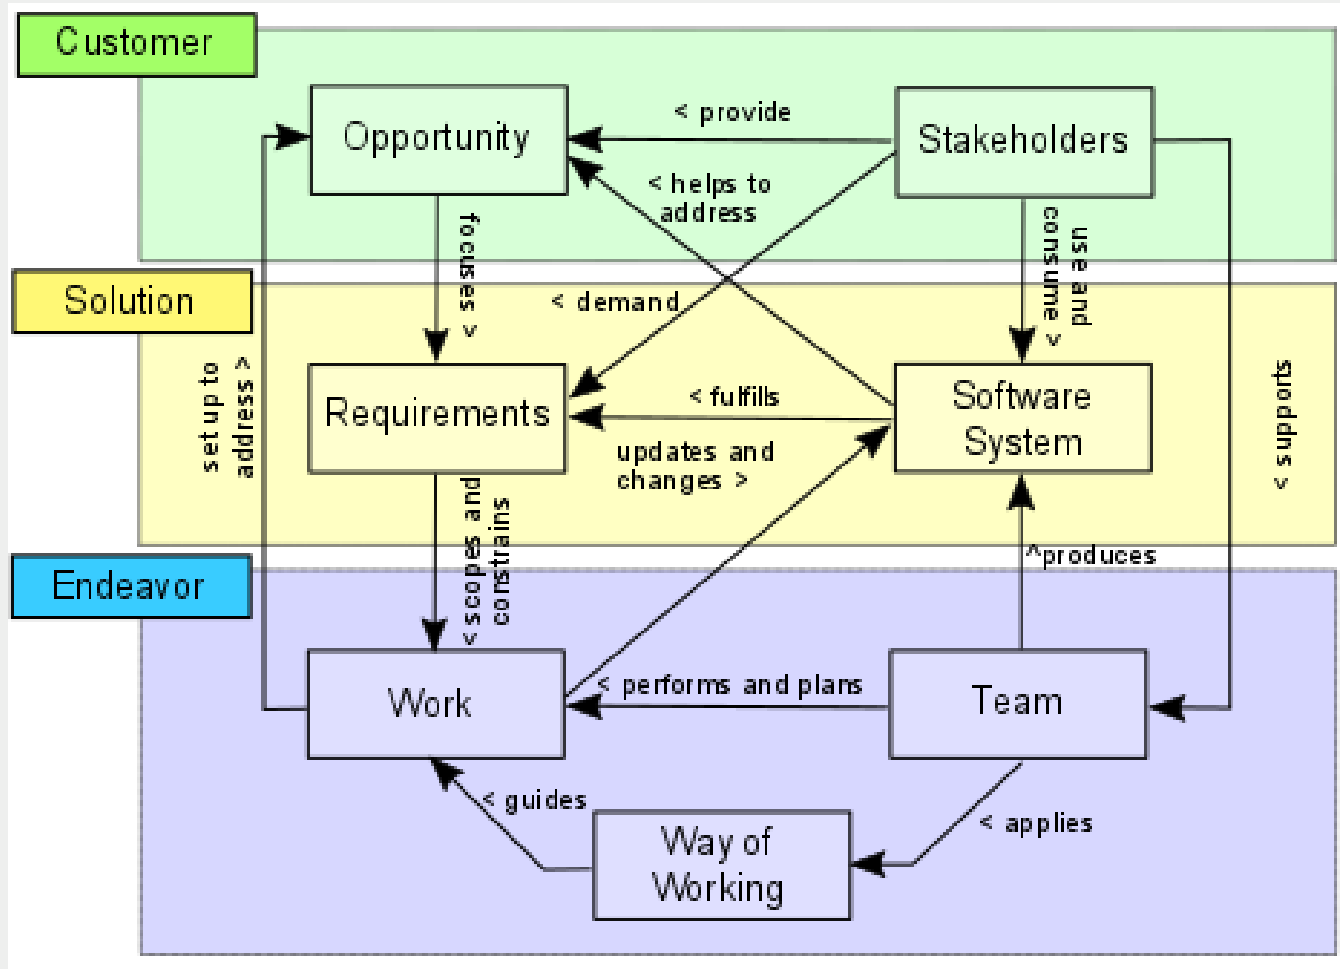 Customer
Opportunity
< provide
Stakeholders
< helps to
address
focuses >
use and
consume >
Solution
< demand
set up to
address >
Requirements
< fulfills
Software
System
updates and
changes >
< supports
< scopes and
constrains
^produces
Endeavor
Work
< performs and plans
Team
< guides
Way of
Working
< applies